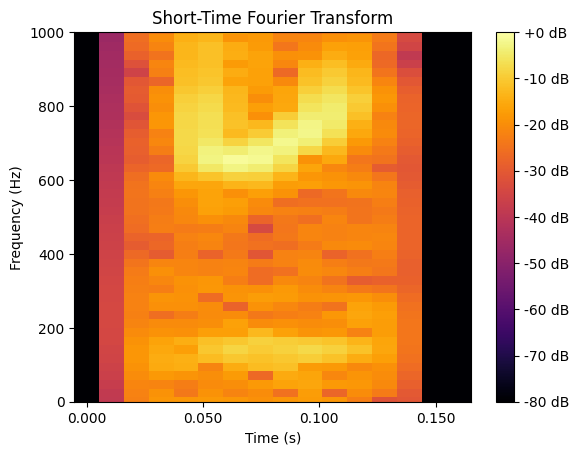 Short-Time Fourier Transform
1000
800
600
400
200
0
Frequency (Hz)
0.000
0.050
0.100
0.150
Time (s)
+0 dB
-10 dB
-20 dB
-30 dB
-40 dB
-50 dB
-60 dB
-70 dB
-80 dB